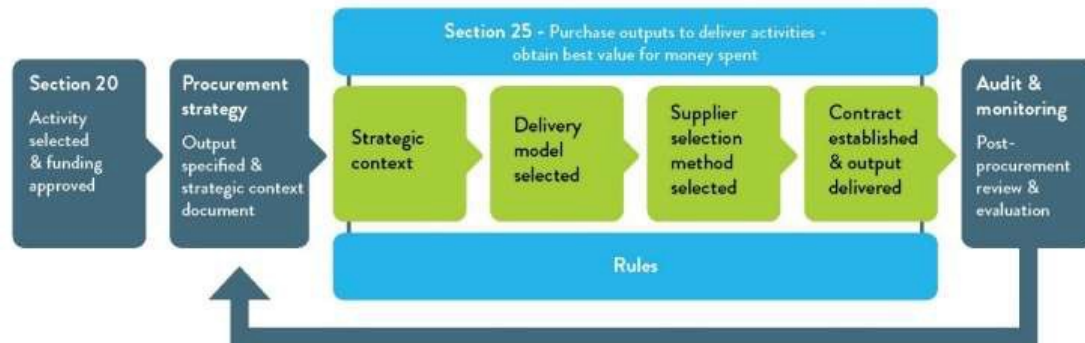 Section 25 - Purchase outputs to deliver activities -
obtain best value for money spent
Section 20
Activity
selected
& funding
approved
Procurement
strategy
Output
specified &
strategic context
document
Strategic
context
Delivery
model
selected
Supplier
selection
method
selected
Contract
established
& output
delivered
Audit &
monitoring
Post-
procurement
review &
evaluation
Rules